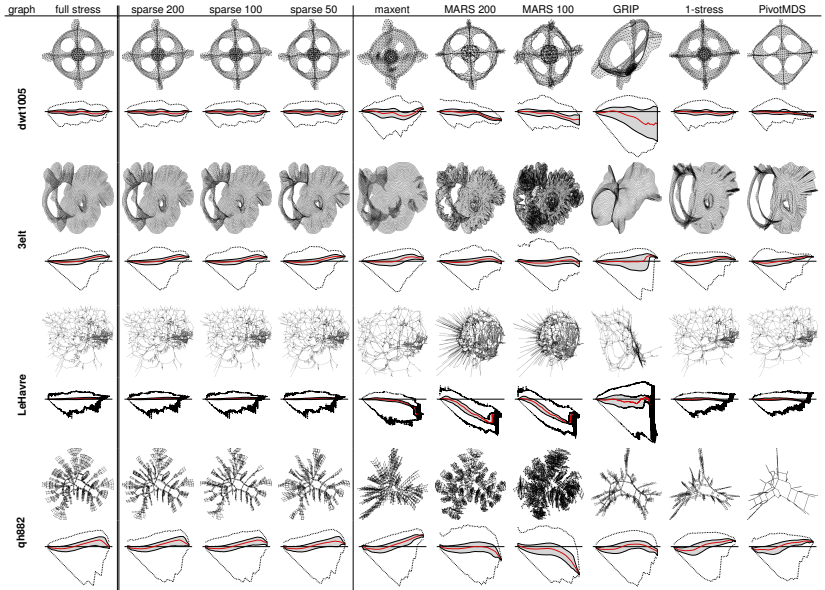 graph full stress sparse 200 sparse 100 sparse 50 maxent MARS 200 MARS 100 GRIP 1-stress PivotMDS
dwt1005
3elt
LeHavre
qh882